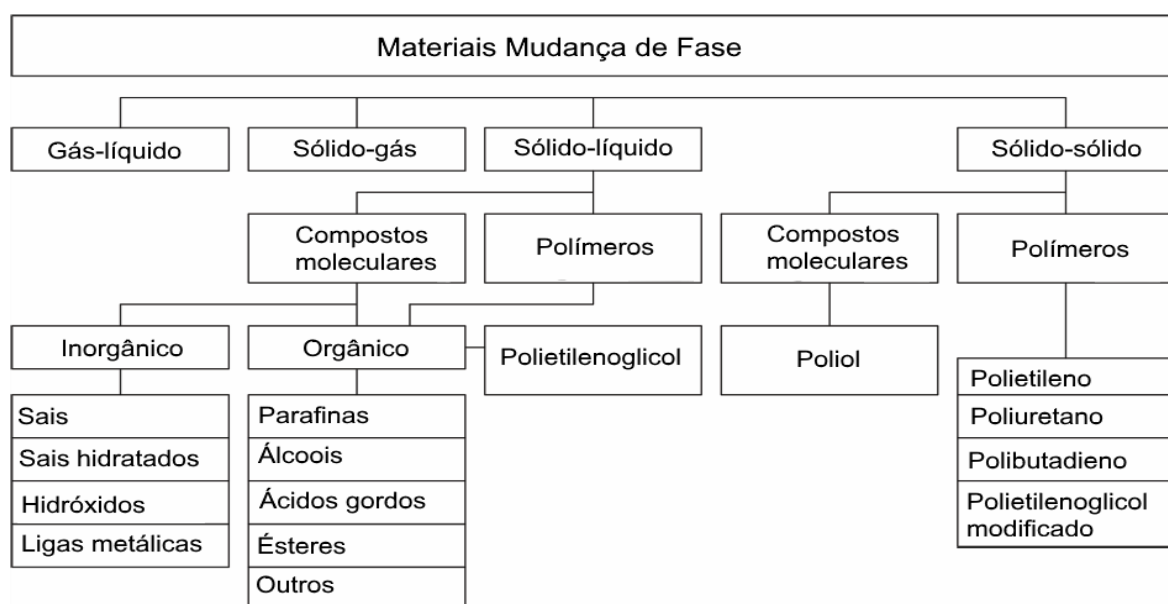 Materiais Mudança de Fase
Gás-líquido
Sólido-gás
Sólido-líquido
Sólido-sólido
Compostos
moleculares
Polímeros
Compostos
moleculares
Polímeros
Inorgânico
Orgânico
Polietilenoglicol
Poliol
Sais
Sais hidratados
Hidróxidos
Ligas metálicas
Parafinas
Álcoois
Ácidos gordos
Ésteres
Outros
Polietileno
Poliuretano
Polibutadieno
Polietilenoglicol
modificado